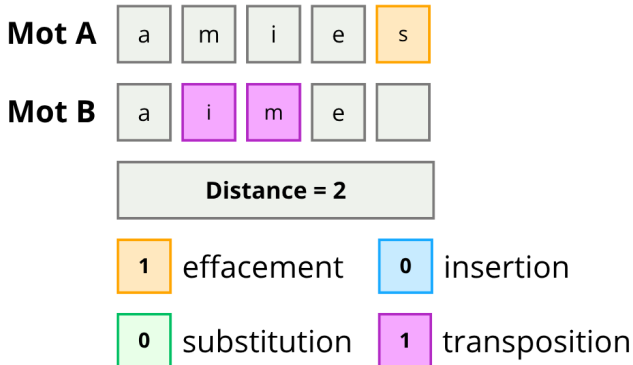 Mot A a m i e s
Mot B a i m e
Distance = 2
1 effacement 0 insertion
0 substitution 1 transposition